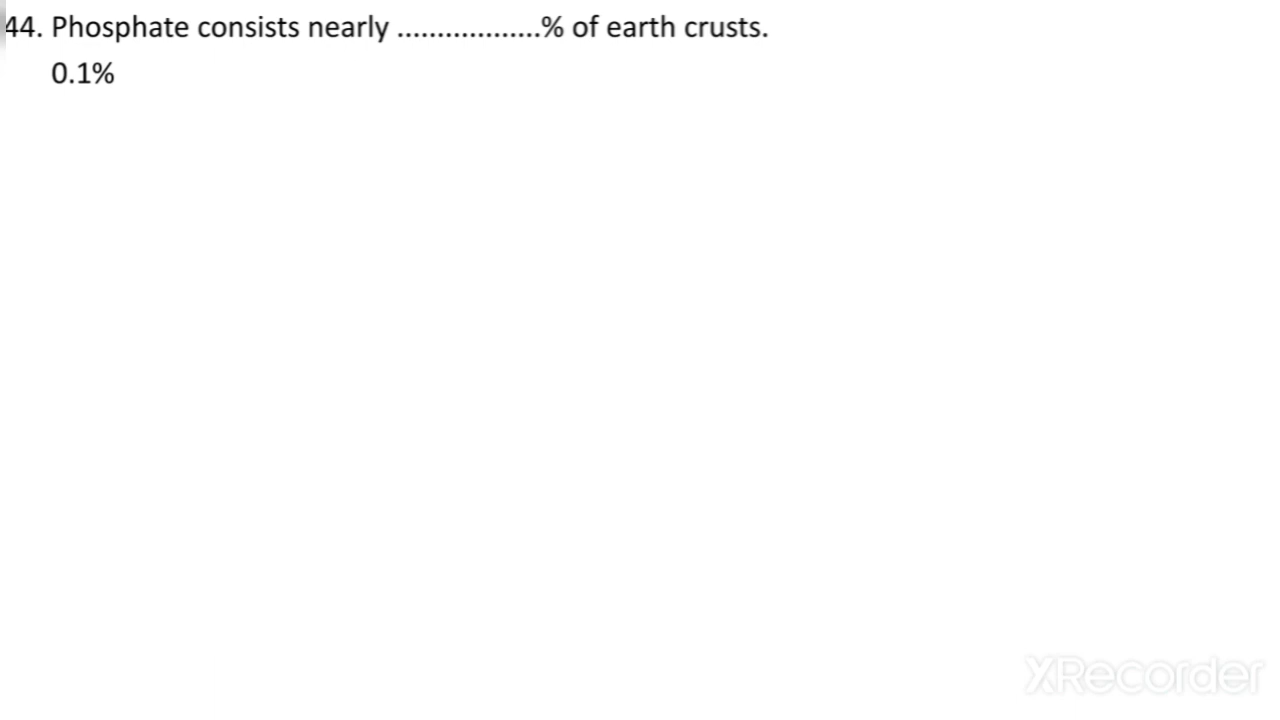 44. Phosphate consists nearly ..................% of earth crusts.
0.1%
XRecorder